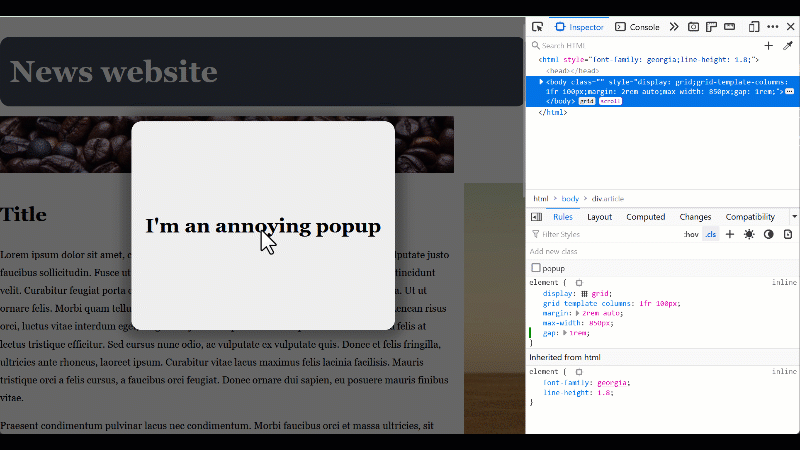 News website
I'm an annoying popup
Title
Lorem ipsum dolor sit amet, c
putate justo
faucibus sollicitudin. Fusce ut
tincidunt
velit. Curabitur feugiat porta o
Ut ut
ornare felis. Morbi quam tellu
enean risus
orci, luctus vitae interdum ege
felis at
lectus tristique efficitur. Sed cursus nunc odio, ac vulputate ex vulputate quis. Donec et felis fringilla,
ultricies ante rhoncus, laoreet ipsum. Curabitur vitae lacus maximus felis lacinia facilisis. Mauris
tristique orci a felis cursus, a faucibus orci feugiat. Donec ornare dui sapien, eu posuere mauris finibus
vitae.
Praesent condimentum pulvinar lacus nec condimentum. Morbi faucibus orci et massa ultricies, sit
Inspector
Console
Search HTML
<html style="font-family: georgia;line-height: 1.8;">
<head></head>
<body class="" style="display: grid;grid-template-columns:
1fr 100px;margin: 2rem auto;max-width: 850px;gap: 1rem;">
</body> grid scroll
</html>
html > body > div.article
Rules Layout Computed Changes Compatibility
Filter Styles :hov .cls
Add new class
popup
element { inline
display: grid;
grid-template-columns: 1fr 100px;
margin: 2rem auto;
max-width: 850px;
gap: 1rem;
}
Inherited from html
element { inline
font-family: georgia;
line-height: 1.8;
}